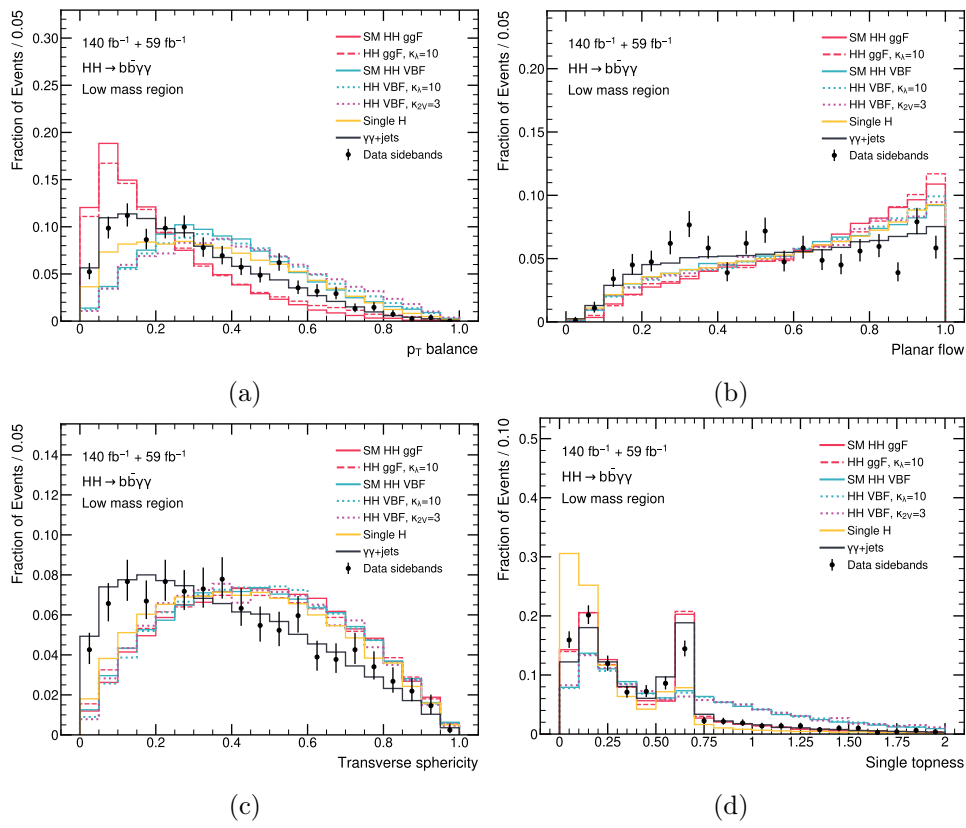 Fraction of Events / 0.05
0.30
0.25
0.20
0.15
0.10
0.05
0.00
140 fb⁻¹ + 59 fb⁻¹
HH → bb̄γγ
Low mass region
SM HH ggF
HH ggF, κλ=10
SM HH VBF
HH VBF, κλ=10
HH VBF, κ2V=3
Single H
γγ+jets
Data sidebands
0.0 0.2 0.4 0.6 0.8 1.0
pT balance
(a)
Fraction of Events / 0.05
0.20
0.15
0.10
0.05
0.00
140 fb⁻¹ + 59 fb⁻¹
HH → bb̄γγ
Low mass region
SM HH ggF
HH ggF, κλ=10
SM HH VBF
HH VBF, κλ=10
HH VBF, κ2V=3
Single H
γγ+jets
Data sidebands
0.0 0.2 0.4 0.6 0.8 1.0
Planar flow
(b)
Fraction of Events / 0.05
0.14
0.12
0.10
0.08
0.06
0.04
0.02
0.00
140 fb⁻¹ + 59 fb⁻¹
HH → bb̄γγ
Low mass region
SM HH ggF
HH ggF, κλ=10
SM HH VBF
HH VBF, κλ=10
HH VBF, κ2V=3
Single H
γγ+jets
Data sidebands
0.0 0.2 0.4 0.6 0.8 1.0
Transverse sphericity
(c)
Fraction of Events / 0.10
0.5
0.4
0.3
0.2
0.1
0.0
140 fb⁻¹ + 59 fb⁻¹
HH → bb̄γγ
Low mass region
SM HH ggF
HH ggF, κλ=10
SM HH VBF
HH VBF, κλ=10
HH VBF, κ2V=3
Single H
γγ+jets
Data sidebands
0 0.25 0.50 0.75 1 1.25 1.50 1.75 2
Single topness
(d)